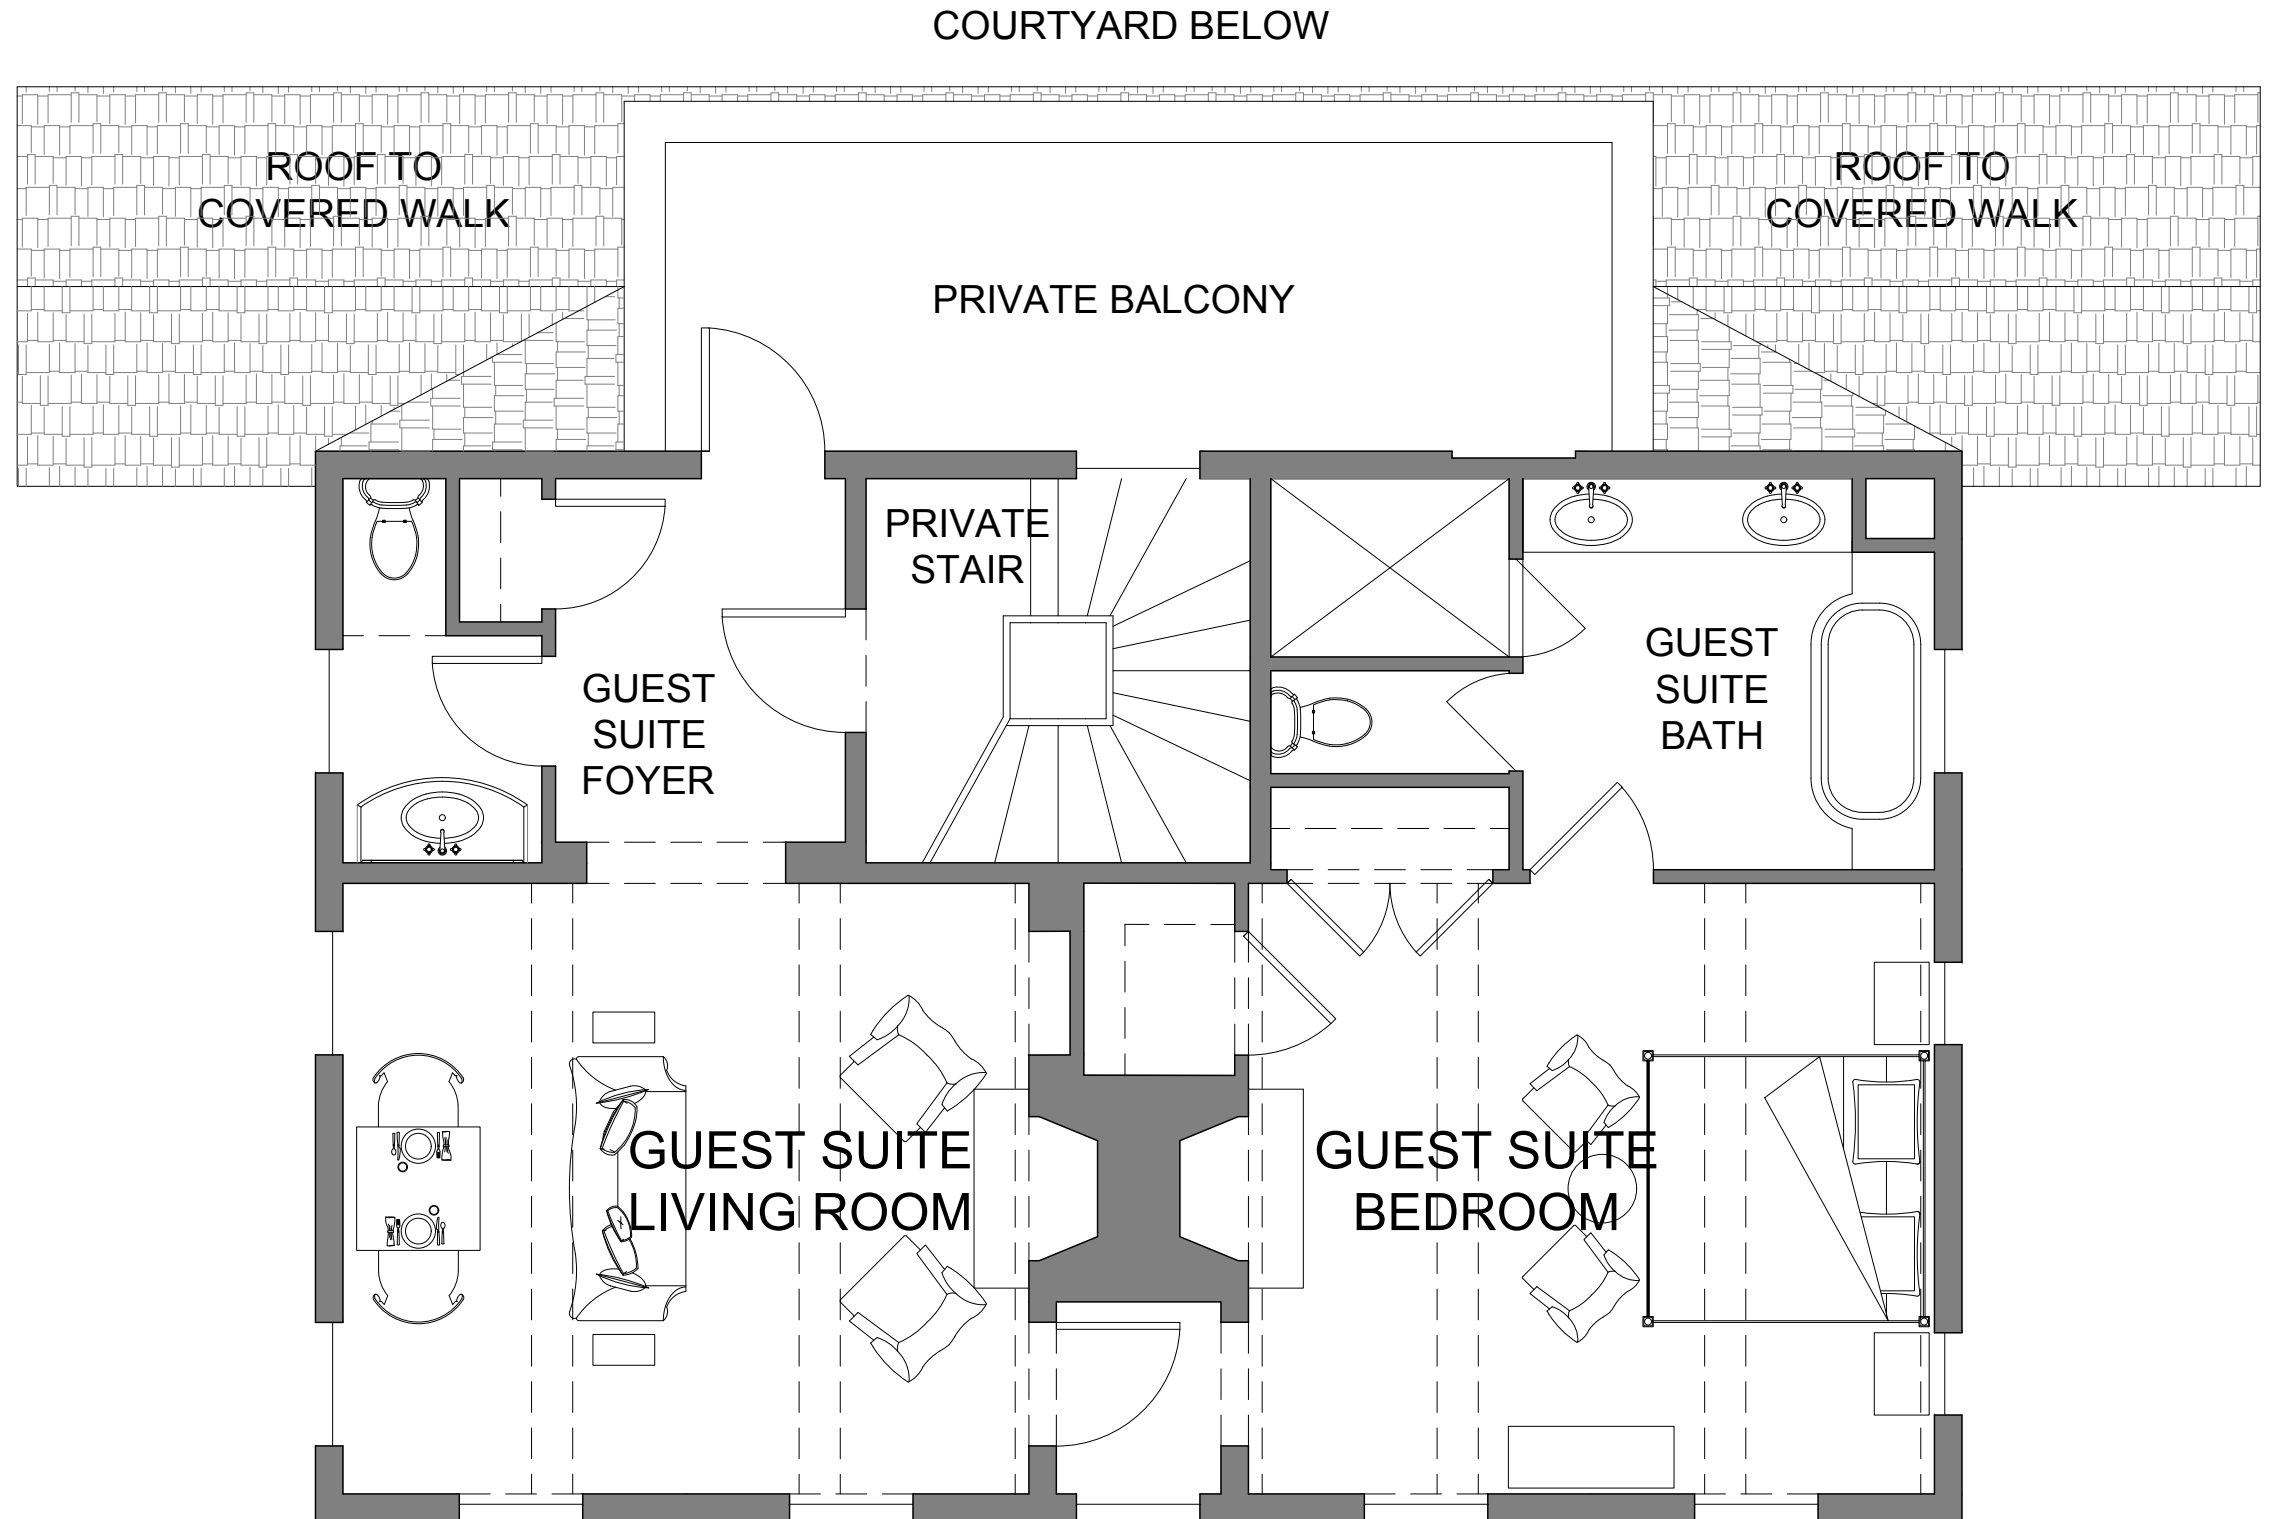 COURTYARD BELOW
ROOF TO
COVERED WALK
ROOF TO
COVERED WALK
PRIVATE BALCONY
PRIVATE
STAIR
GUEST
SUITE
FOYER
GUEST
SUITE
BATH
GUEST SUITE
LIVING ROOM
GUEST SUITE
BEDROOM